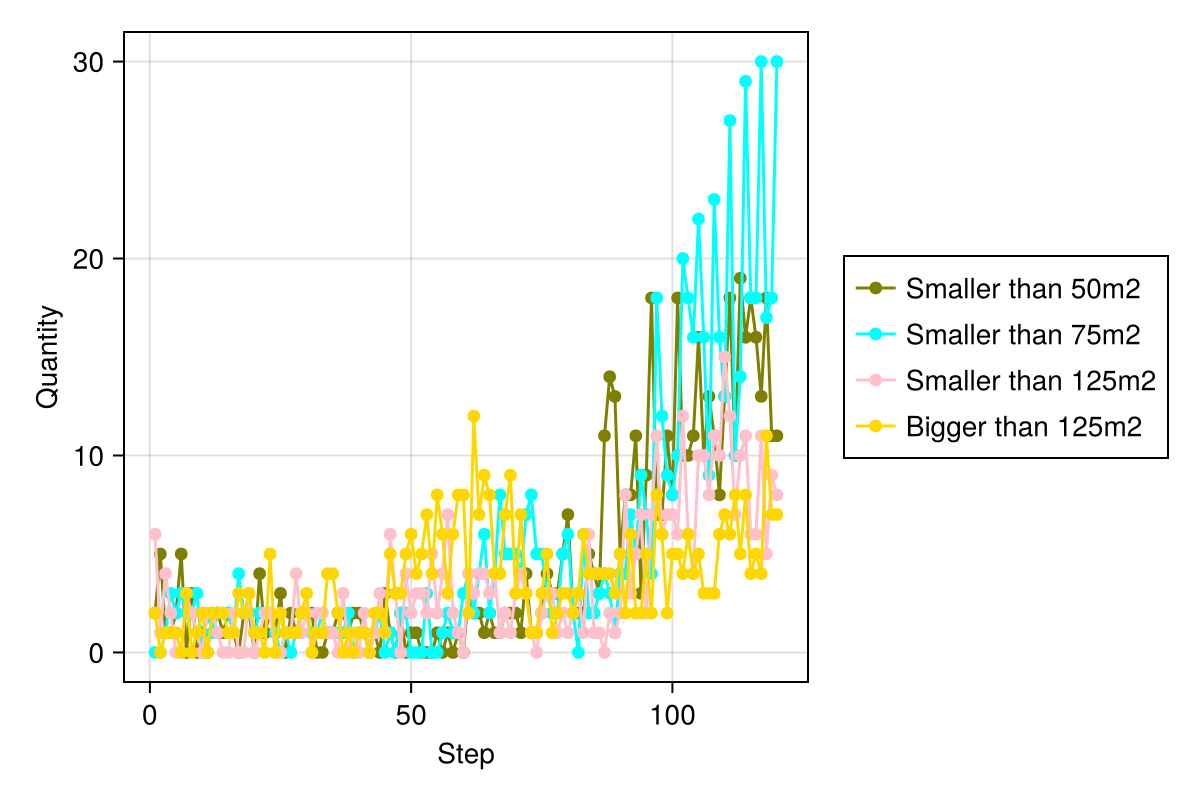 30
20
10
0
Quantity
0
50
100
Step
Smaller than 50m2
Smaller than 75m2
Smaller than 125m2
Bigger than 125m2